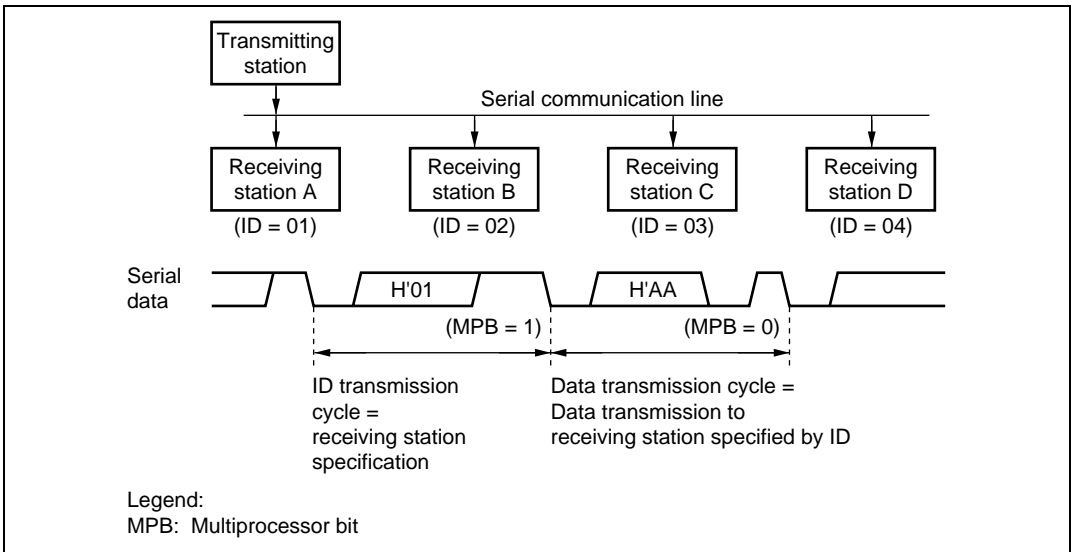 Transmitting
station
Serial communication line
Receiving
station A
Receiving
station B
Receiving
station C
Receiving
station D
(ID = 01)
(ID = 02)
(ID = 03)
(ID = 04)
Serial
data
H'01
H'AA
(MPB = 1)
(MPB = 0)
ID transmission
cycle =
receiving station
specification
Data transmission cycle =
Data transmission to
receiving station specified by ID
Legend:
MPB: Multiprocessor bit